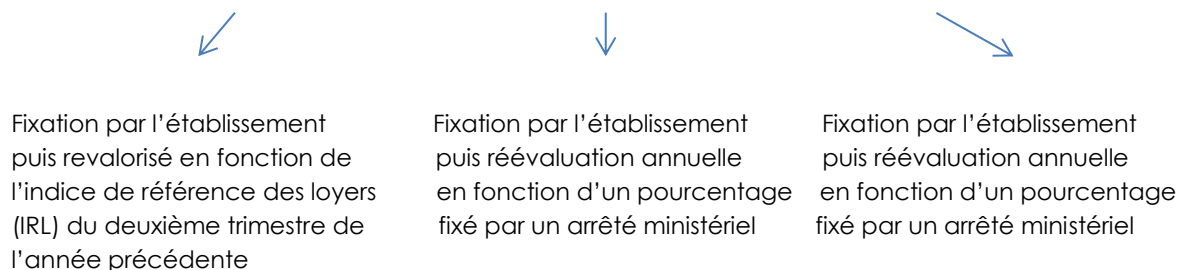 Fixation par l’établissement
puis revalorisé en fonction de
l’indice de référence des loyers
(IRL) du deuxième trimestre de
l’année précédente
Fixation par l’établissement
puis réévaluation annuelle
en fonction d’un pourcentage
fixé par un arrêté ministériel
Fixation par l’établissement
puis réévaluation annuelle
en fonction d’un pourcentage
fixé par un arrêté ministériel